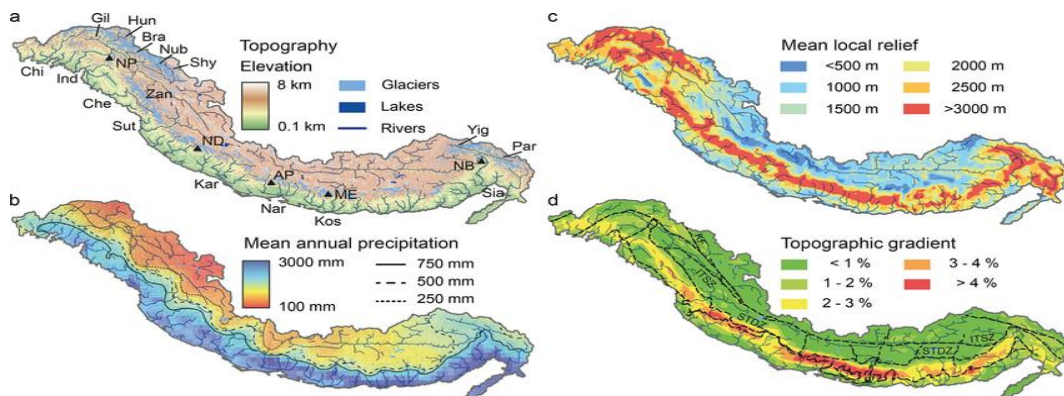 a
Gil
Hun
Bra
Nub
Shy
NP
Chi
Ind
Che
Zan
Sut
ND
Kar
AP
Nar
ME
Kos
Yig
Par
NB
Sia
Topography
Elevation
8 km
0.1 km
Glaciers
Lakes
Rivers
b
Mean annual precipitation
3000 mm
100 mm
750 mm
500 mm
250 mm
c
Mean local relief
<500 m
1000 m
1500 m
2000 m
2500 m
>3000 m
d
Topographic gradient
< 1 %
1 - 2 %
2 - 3 %
3 - 4 %
> 4 %
ITSZ
STDZ
STDZ
ITSZ